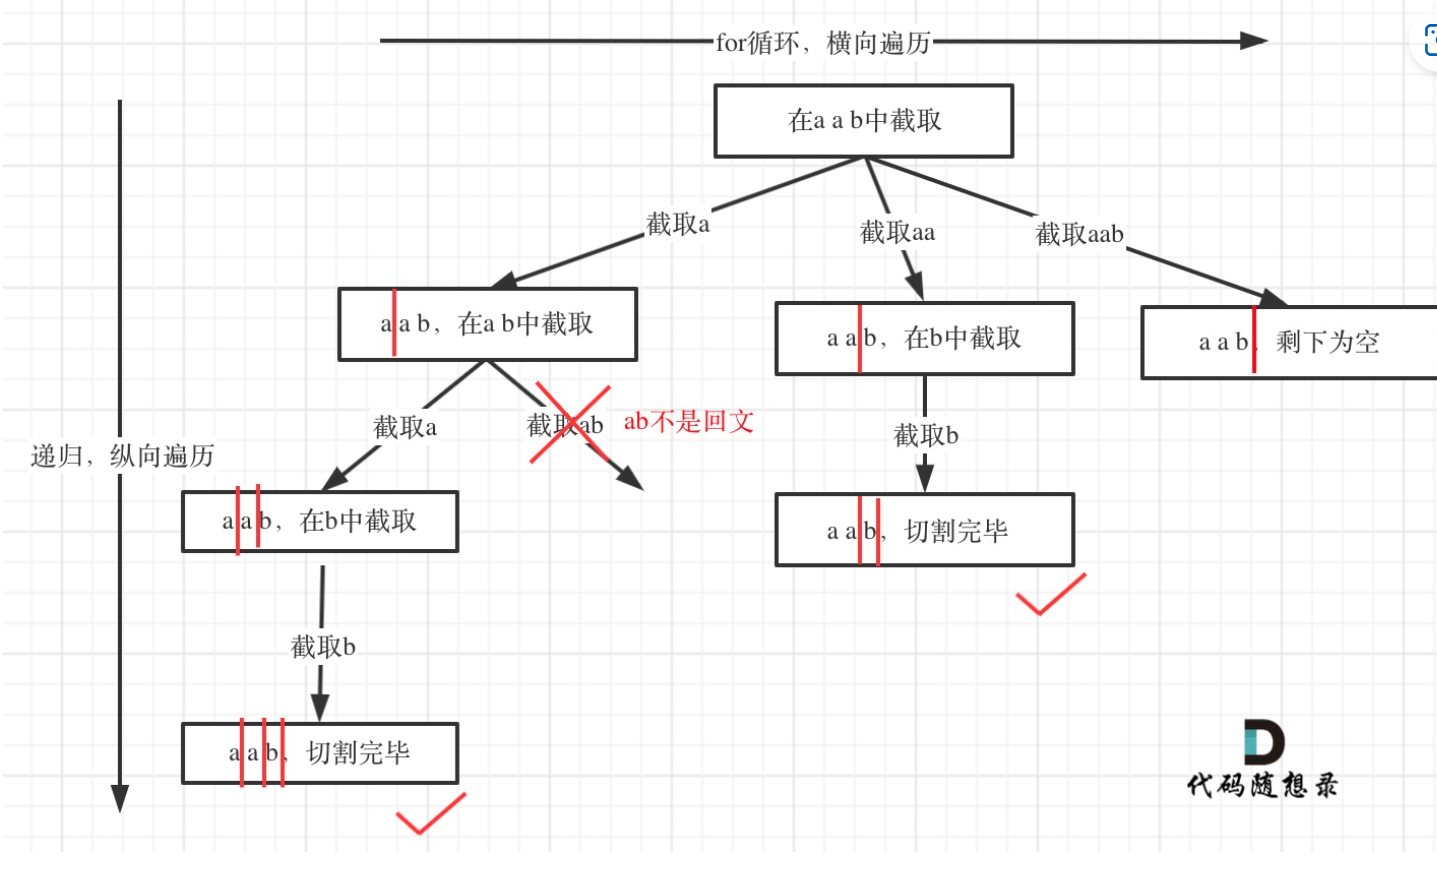 for循环，横向遍历
在a a b中截取
截取a
截取aa
截取aab
a a b，在a b中截取
a a b，在b中截取
a a b，剩下为空
截取a
截取ab
ab不是回文
截取b
递归，纵向遍历
a a b，在b中截取
a a b，切割完毕
截取b
a a b，切割完毕
代码随想录